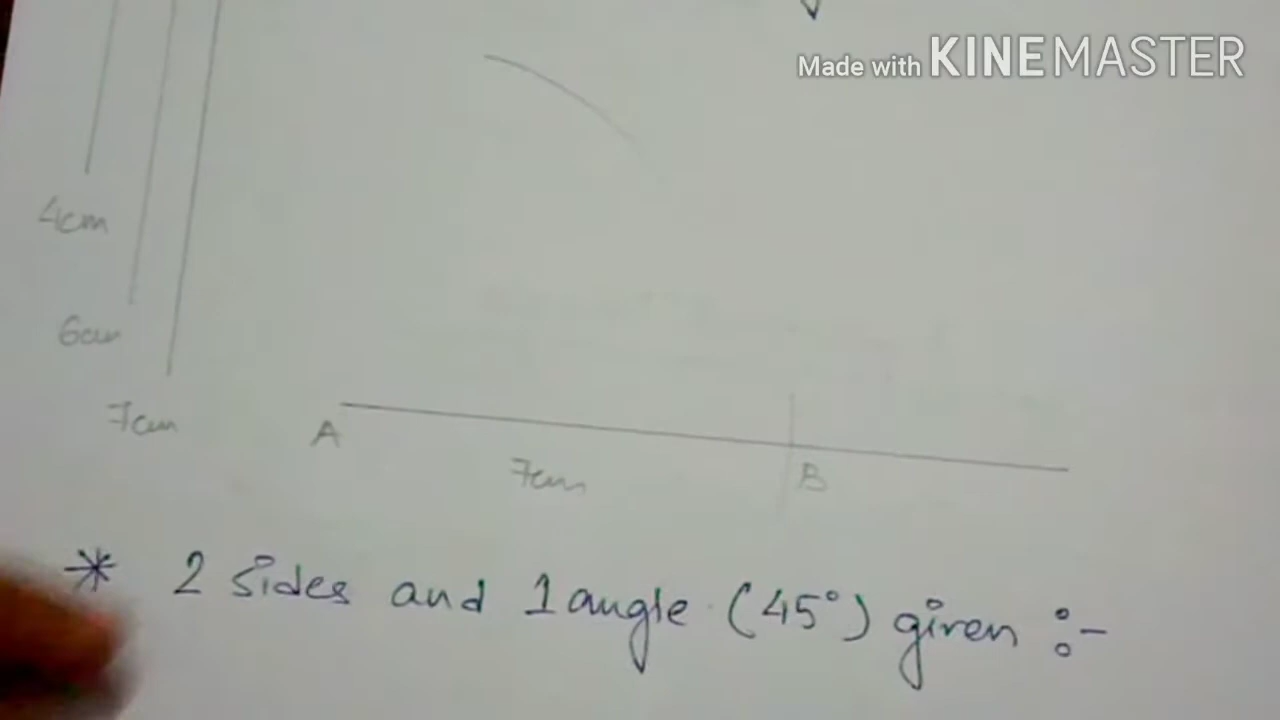 Made with KINEMASTER
4cm
6cm
7cm
A
7cm
B
* 2 sides and 1 angle (45°) given :-